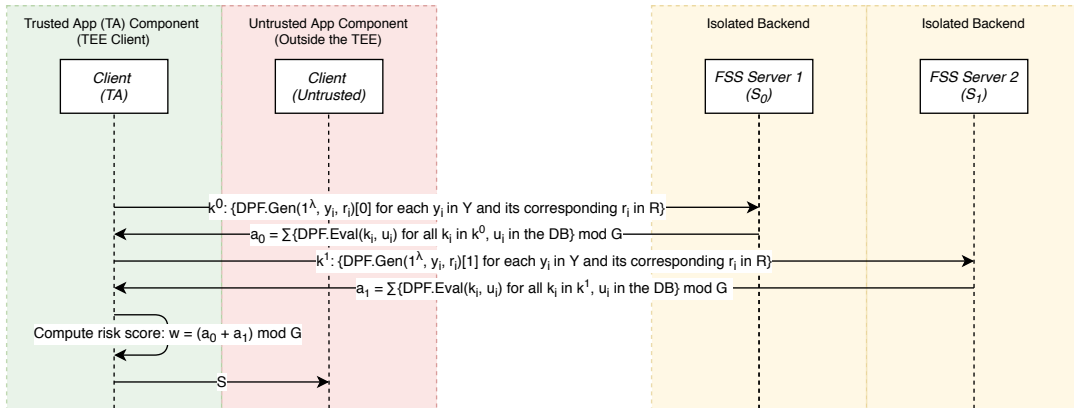 Trusted App (TA) Component
(TEE Client)
Untrusted App Component
(Outside the TEE)
Isolated Backend
Isolated Backend
Client
(TA)
Client
(Untrusted)
FSS Server 1
(S₀)
FSS Server 2
(S₁)
k⁰: {DPF.Gen(1^λ, yᵢ, rᵢ)[0] for each yᵢ in Y and its corresponding rᵢ in R}
a₀ = ∑{DPF.Eval(kᵢ, uᵢ) for all kᵢ in k⁰, uᵢ in the DB} mod G
k¹: {DPF.Gen(1^λ, yᵢ, rᵢ)[1] for each yᵢ in Y and its corresponding rᵢ in R}
a₁ = ∑{DPF.Eval(kᵢ, uᵢ) for all kᵢ in k¹, uᵢ in the DB} mod G
Compute risk score: w = (a₀ + a₁) mod G
S